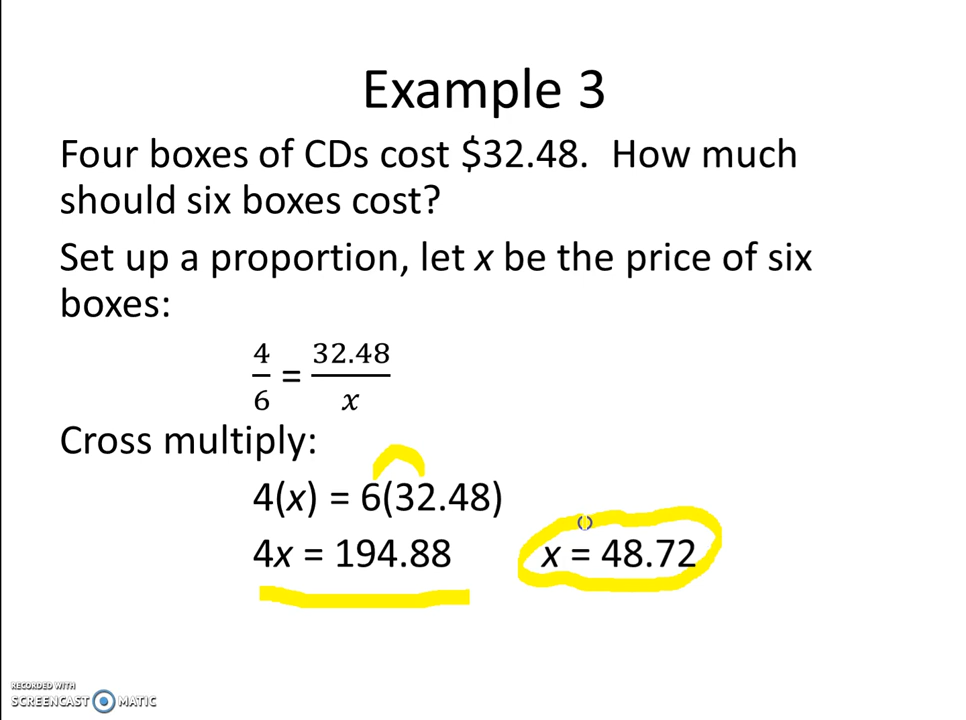 Example 3
Four boxes of CDs cost $32.48. How much
should six boxes cost?
Set up a proportion, let x be the price of six
boxes:
4/6 = 32.48/x
Cross multiply:
4(x) = 6(32.48)
4x = 194.88 x = 48.72
RECORDED WITH
SCREENCAST MATIC